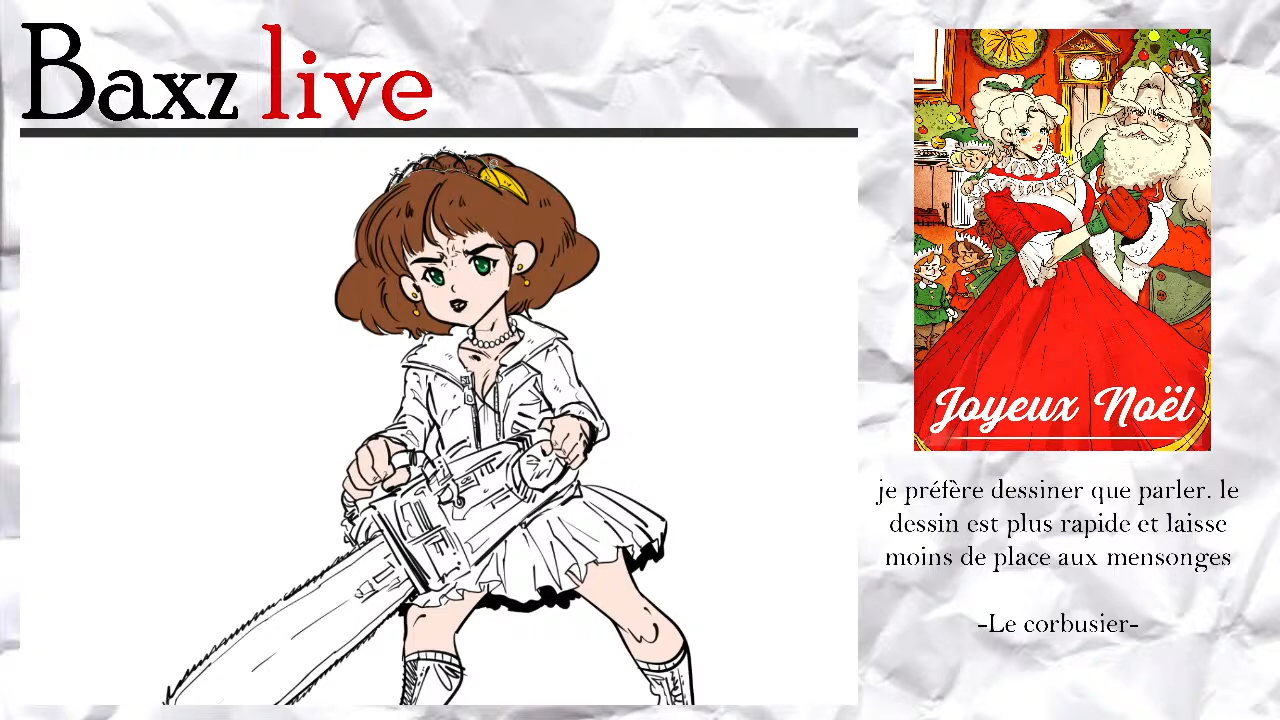 Baxz live
Joyeux Noël
je préfère dessiner que parler. le
dessin est plus rapide et laisse
moins de place aux mensonges
-Le corbusier-